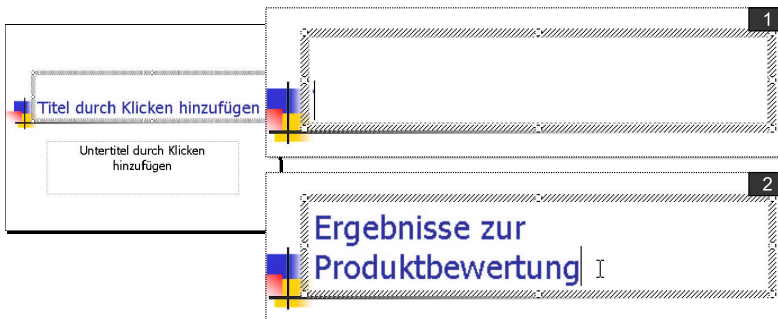 Titel durch Klicken hinzufügen
Untertitel durch Klicken
hinzufügen
1
2
Ergebnisse zur
Produktbewertung